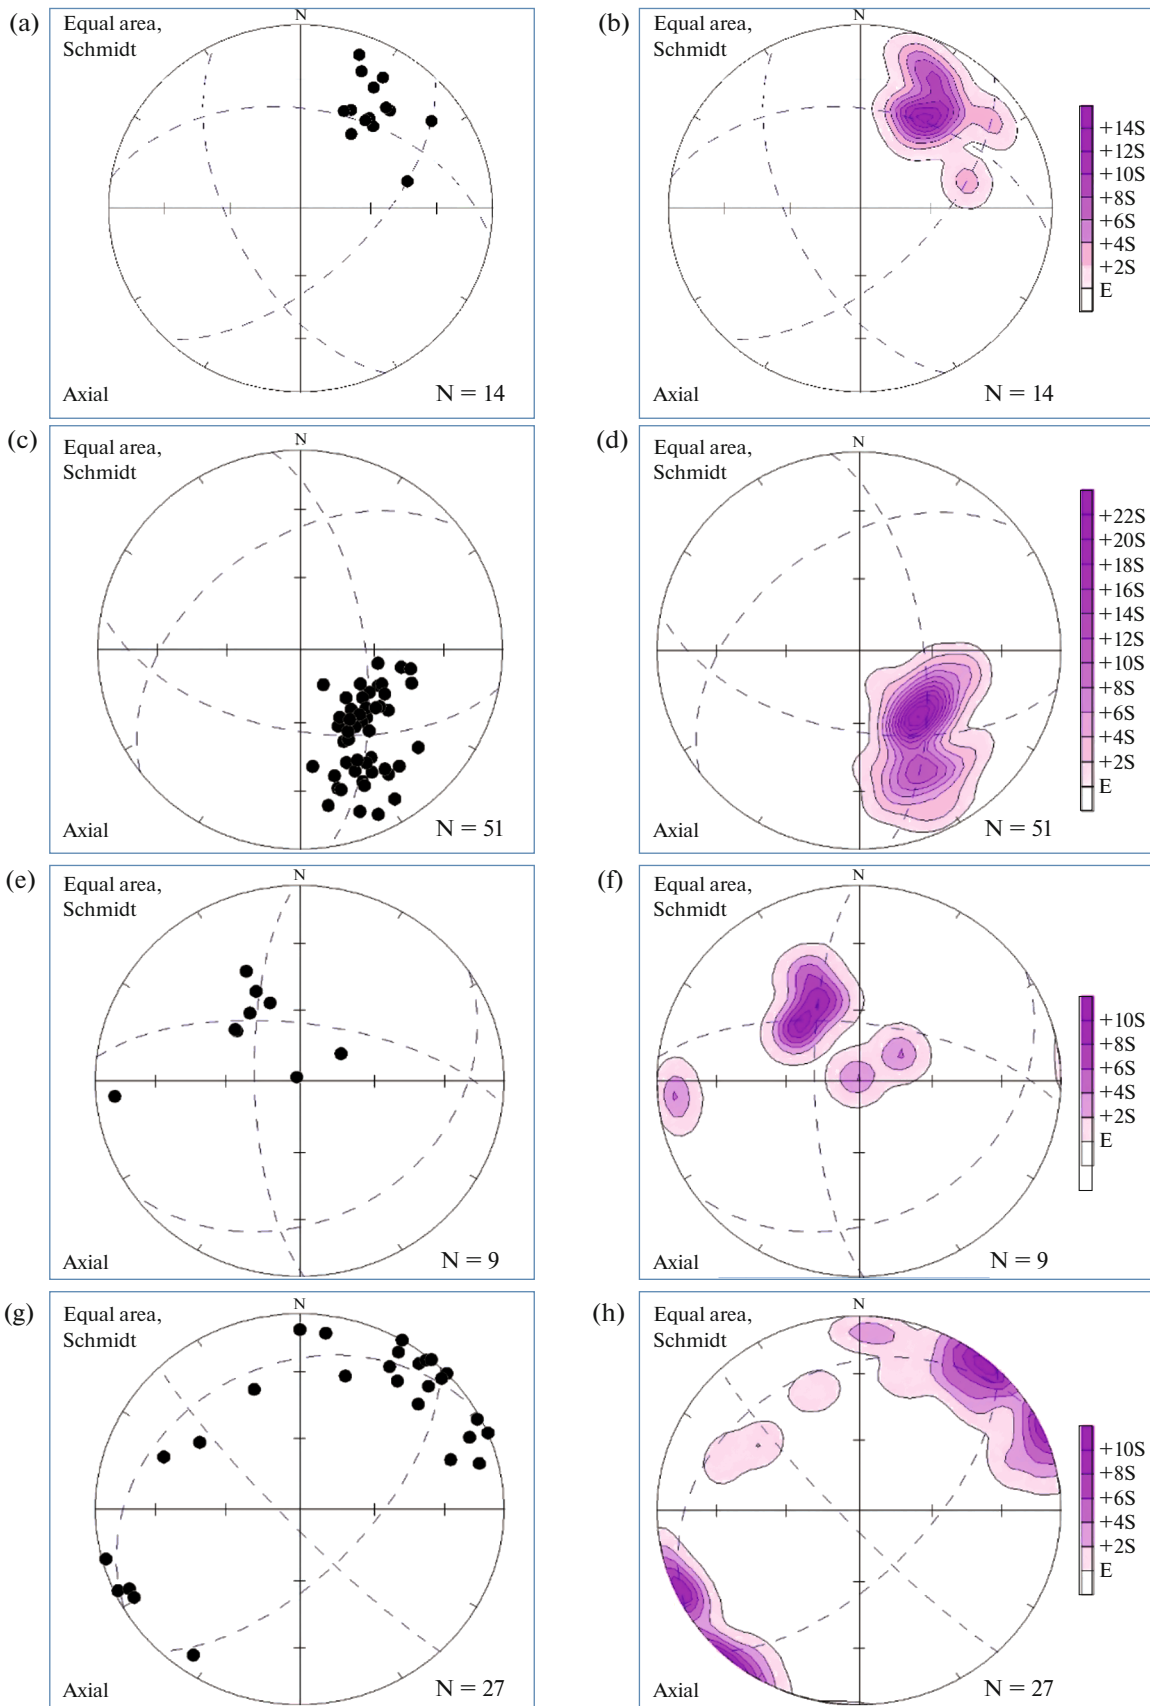 (a)
Equal area,
Schmidt
N
Axial
N = 14
(b)
Equal area,
Schmidt
N
+14S
+12S
+10S
+8S
+6S
+4S
+2S
E
Axial
N = 14
(c)
Equal area,
Schmidt
N
Axial
N = 51
(d)
Equal area,
Schmidt
N
+22S
+20S
+18S
+16S
+14S
+12S
+10S
+8S
+6S
+4S
+2S
E
Axial
N = 51
(e)
Equal area,
Schmidt
N
Axial
N = 9
(f)
Equal area,
Schmidt
N
+10S
+8S
+6S
+4S
+2S
E
Axial
N = 9
(g)
Equal area,
Schmidt
N
Axial
N = 27
(h)
Equal area,
Schmidt
N
+10S
+8S
+6S
+4S
+2S
E
Axial
N = 27